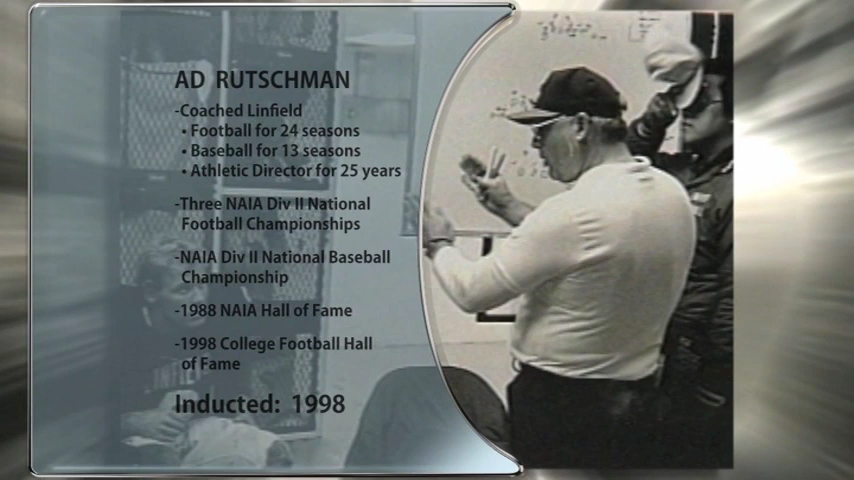 AD RUTSCHMAN
-Coached Linfield
• Football for 24 seasons
• Baseball for 13 seasons
• Athletic Director for 25 years
-Three NAIA Div II National
Football Championships
-NAIA Div II National Baseball
Championship
-1988 NAIA Hall of Fame
-1998 College Football Hall
of Fame
Inducted: 1998